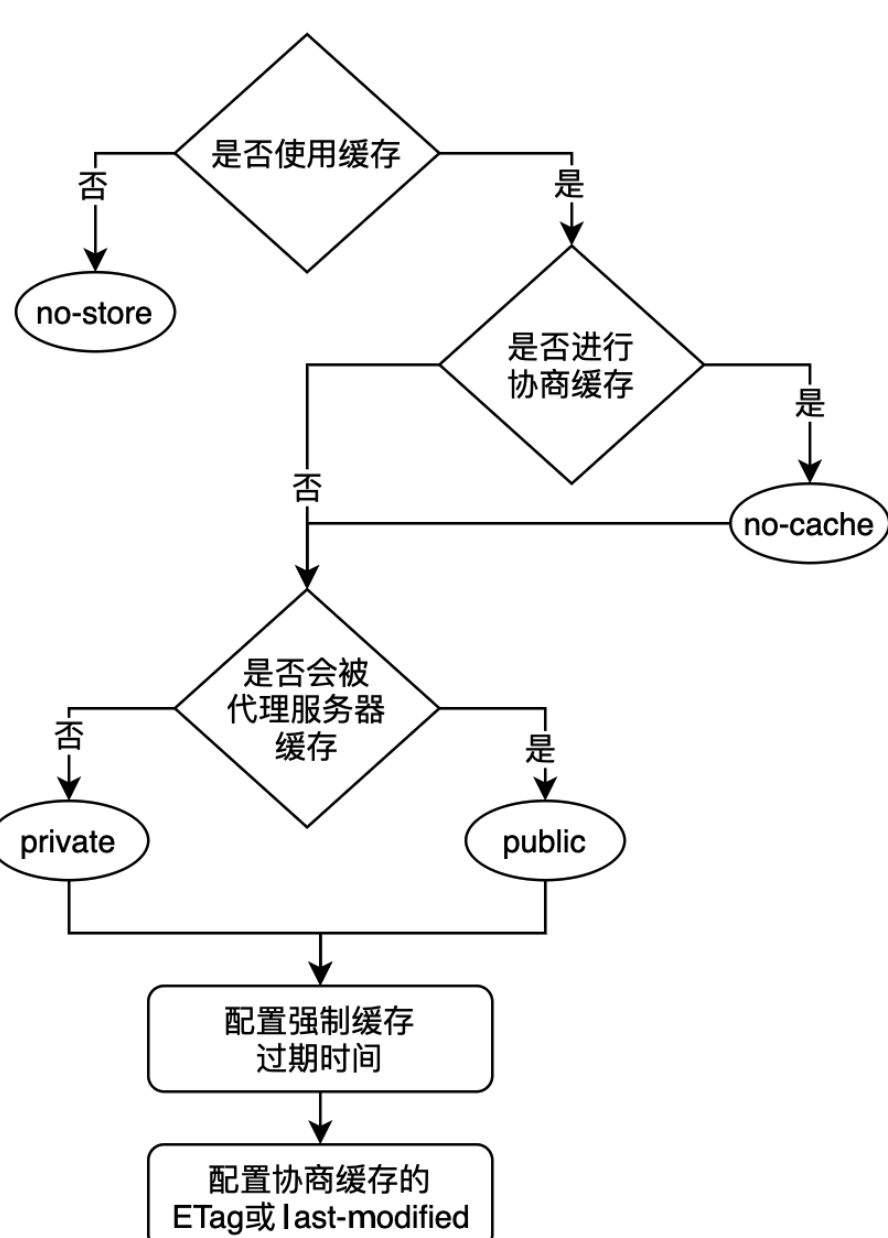 是否使用缓存
否
是
no-store
是否进行
协商缓存
是
否
no-cache
是否会被
代理服务器
缓存
否
是
private
public
配置强制缓存
过期时间
配置协商缓存的
ETag或last-modified